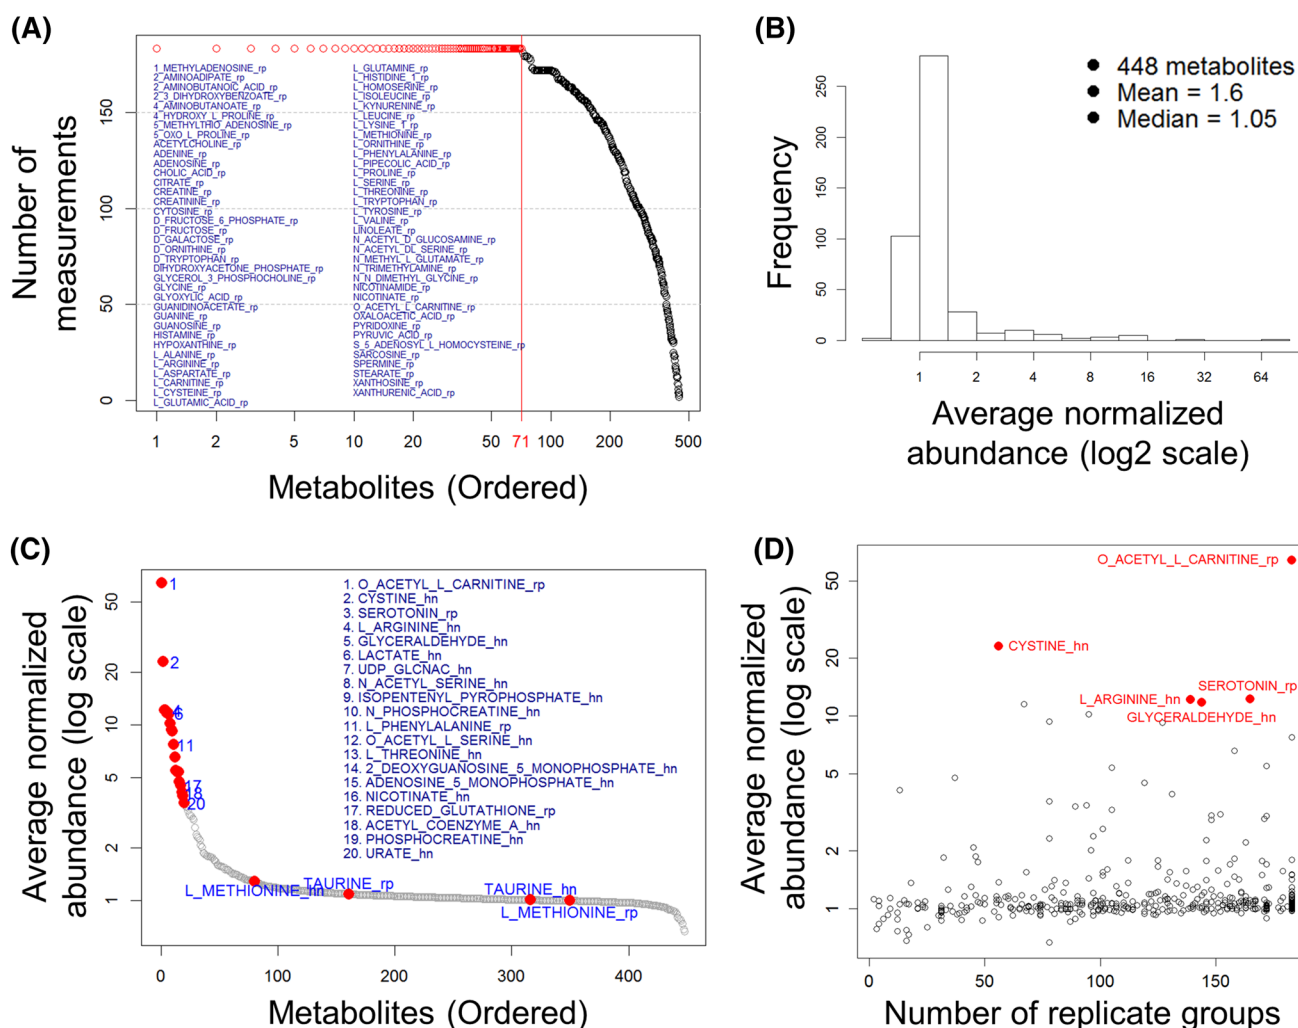 (A)
Number of
measurements
150
100
50
0
1_METHYLADENOSINE_rp
2_AMINOADIPATE_rp
2_AMINOBUTANOIC_ACID_rp
2_3_DIHYDROXYBENZOATE_rp
4_AMINOBUTANOATE_rp
4_HYDROXY_L_PROLINE_rp
5_METHYLTHIO_ADENOSINE_rp
5_OXO_L_PROLINE_rp
ACETYLCHOLINE_rp
ADENINE_rp
ADENOSINE_rp
CHOLIC_ACID_rp
CITRATE_rp
CREATINE_rp
CREATININE_rp
CYTOSINE_rp
D_FRUCTOSE_6_PHOSPHATE_rp
D_FRUCTOSE_rp
D_GALACTOSE_rp
D_ORNITHINE_rp
D_TRYPTOPHAN_rp
DIHYDROXYACETONE_PHOSPHATE_rp
GLYCEROL_3_PHOSPHOCHOLINE_rp
GLYCINE_rp
GLYOXYLIC_ACID_rp
GUANIDINOACETATE_rp
GUANINE_rp
GUANOSINE_rp
HISTAMINE_rp
HYPOXANTHINE_rp
L_ALANINE_rp
L_ARGININE_rp
L_ASPARTATE_rp
L_CARNITINE_rp
L_CYSTEINE_rp
L_GLUTAMIC_ACID_rp
L_GLUTAMINE_rp
L_HISTIDINE_1_rp
L_HOMOSERINE_rp
L_ISOLEUCINE_rp
L_KYNURENINE_rp
L_LEUCINE_rp
L_LYSINE_1_rp
L_METHIONINE_rp
L_ORNITHINE_rp
L_PHENYLALANINE_rp
L_PIPECOLIC_ACID_rp
L_PROLINE_rp
L_SERINE_rp
L_THREONINE_rp
L_TRYPTOPHAN_rp
L_TYROSINE_rp
L_VALINE_rp
LINOLEATE_rp
N_ACETYL_D_GLUCOSAMINE_rp
N_ACETYL_DL_SERINE_rp
N_METHYL_L_GLUTAMATE_rp
N_TRIMETHYLAMINE_rp
N_N_DIMETHYL_GLYCINE_rp
NICOTINAMIDE_rp
NICOTINATE_rp
O_ACETYL_L_CARNITINE_rp
OXALOACETIC_ACID_rp
PYRIDOXINE_rp
PYRUVIC_ACID_rp
S_5_ADENOSYL_L_HOMOCYSTEINE_rp
SARCOSINE_rp
SPERMINE_rp
STEARATE_rp
XANTHOSINE_rp
XANTHURENIC_ACID_rp
1 2 5 10 20 50 71 100 200 500
Metabolites (Ordered)
(B)
Frequency
250
200
150
100
50
0
448 metabolites
Mean = 1.6
Median = 1.05
1 2 4 8 16 32 64
Average normalized
abundance (log2 scale)
(C)
Average normalized
abundance (log scale)
50
20
10
5
2
1
1
2
4
6
11
17
18
20
1. O_ACETYL_L_CARNITINE_rp
2. CYSTINE_hn
3. SEROTONIN_rp
4. L_ARGININE_hn
5. GLYCERALDEHYDE_hn
6. LACTATE_hn
7. UDP_GLCNAC_hn
8. N_ACETYL_SERINE_hn
9. ISOPENTENYL_PYROPHOSPHATE_hn
10. N_PHOSPHOCREATINE_hn
11. L_PHENYLALANINE_rp
12. O_ACETYL_L_SERINE_hn
13. L_THREONINE_hn
14. 2_DEOXYGUANOSINE_5_MONOPHOSPHATE_hn
15. ADENOSINE_5_MONOPHOSPHATE_hn
16. NICOTINATE_hn
17. REDUCED_GLUTATHIONE_rp
18. ACETYL_COENZYME_A_hn
19. PHOSPHOCREATINE_hn
20. URATE_hn
L_METHIONINE_hn
TAURINE_rp
TAURINE_hn
L_METHIONINE_rp
0 100 200 300 400
Metabolites (Ordered)
(D)
Average normalized
abundance (log scale)
50
20
10
5
2
1
O_ACETYL_L_CARNITINE_rp
CYSTINE_hn
SEROTONIN_rp
L_ARGININE_hn
GLYCERALDEHYDE_hn
0 50 100 150
Number of replicate groups